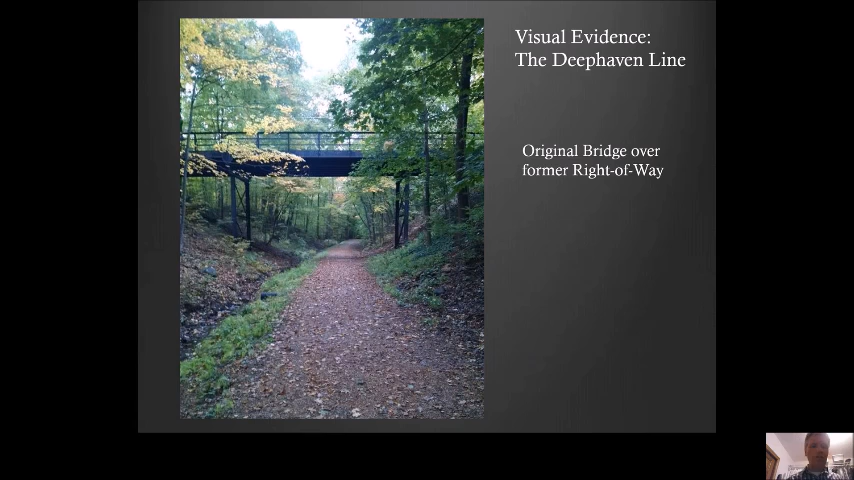 Visual Evidence:
The Deephaven Line
Original Bridge over
former Right-of-Way